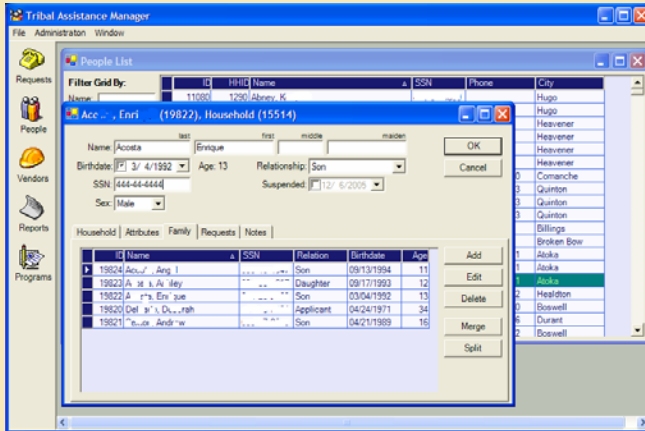 Tribal Assistance Manager
File Administraton Window
Requests
People
Vendors
Reports
Programs
People List
Filter Grid By:
Name:
ID HHID Name SSN Phone City
11080 1290 Abney, K
Hugo
Hugo
Heavener
Heavener
Heavener
Heavener
Comanche
Quinton
Quinton
Quinton
Billings
Broken Bow
Atoka
Atoka
Atoka
Healdton
Boswell
Durant
Boswell
(19822), Household (15514)
last first middle maiden
Name: Acosta Enrique
Birthdate: 3/ 4/1992 Age: 13 Relationship: Son
SSN: 444-44-4444 Suspended: 12/ 6/2005
Sex: Male
OK
Cancel
Household Attributes Family Requests Notes
ID Name SSN Relation Birthdate Age
19824 Son 09/13/1994 11
19823 Daughter 09/17/1993 12
19822 Son 03/04/1992 13
19820 Applicant 04/24/1971 34
19821 Son 04/21/1989 16
Add
Edit
Delete
Merge
Split